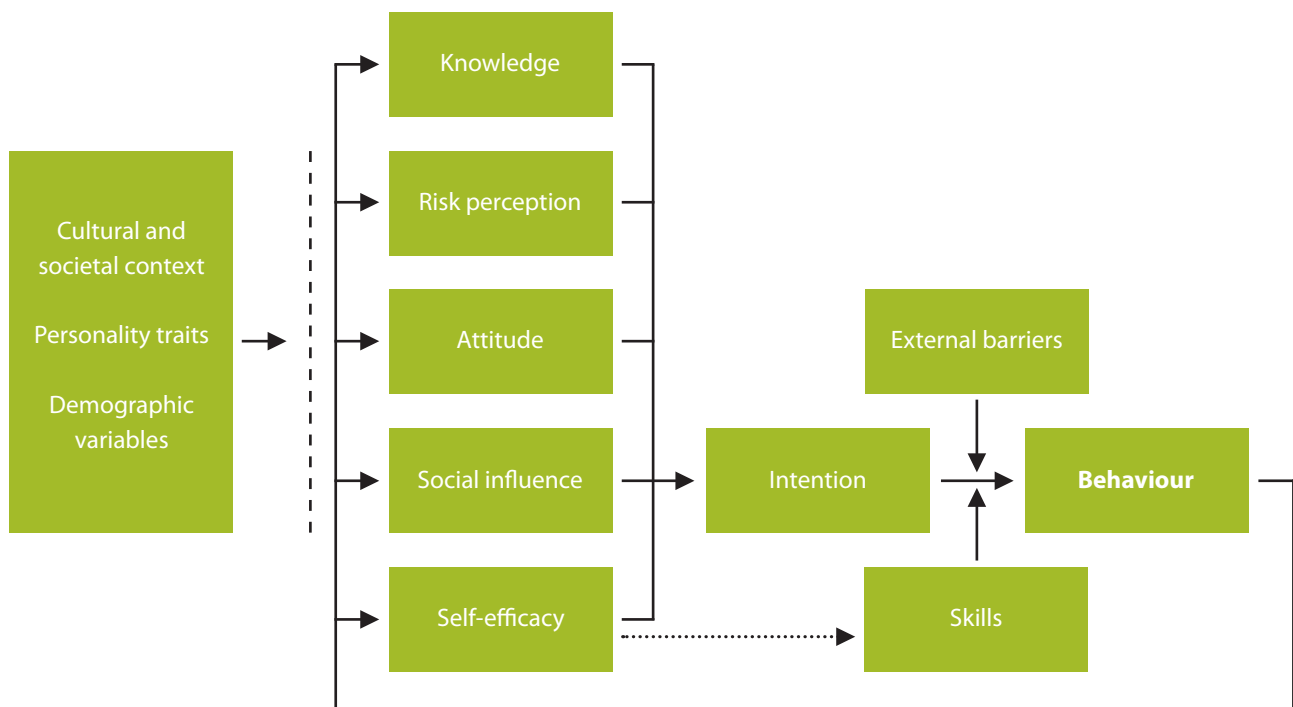 Cultural and
societal context
Personality traits
Demographic
variables
Knowledge
Risk perception
Attitude
Social influence
Self-efficacy
Intention
External barriers
Skills
Behaviour